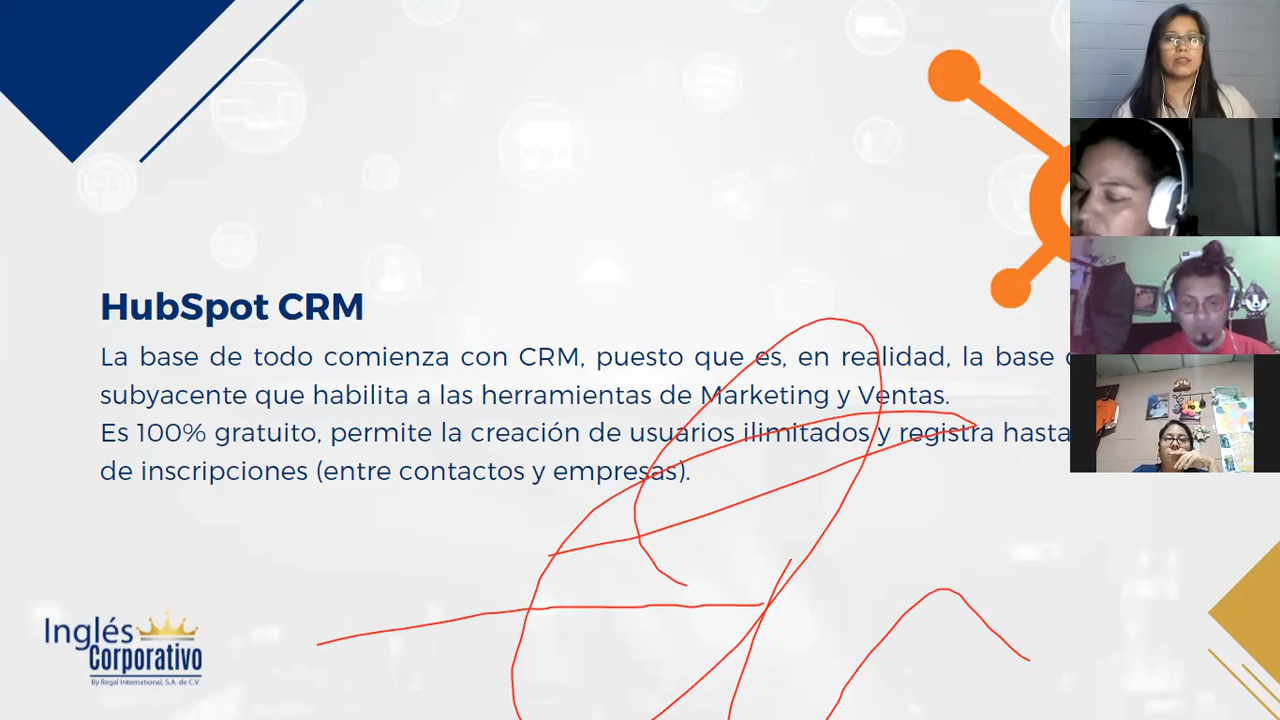 HubSpot CRM
La base de todo comienza con CRM, puesto que es, en realidad, la base
subyacente que habilita a las herramientas de Marketing y Ventas.
Es 100% gratuito, permite la creación de usuarios ilimitados y registra hasta
de inscripciones (entre contactos y empresas).
Inglés
Corporativo
By Regal International, S.A. de C.V.